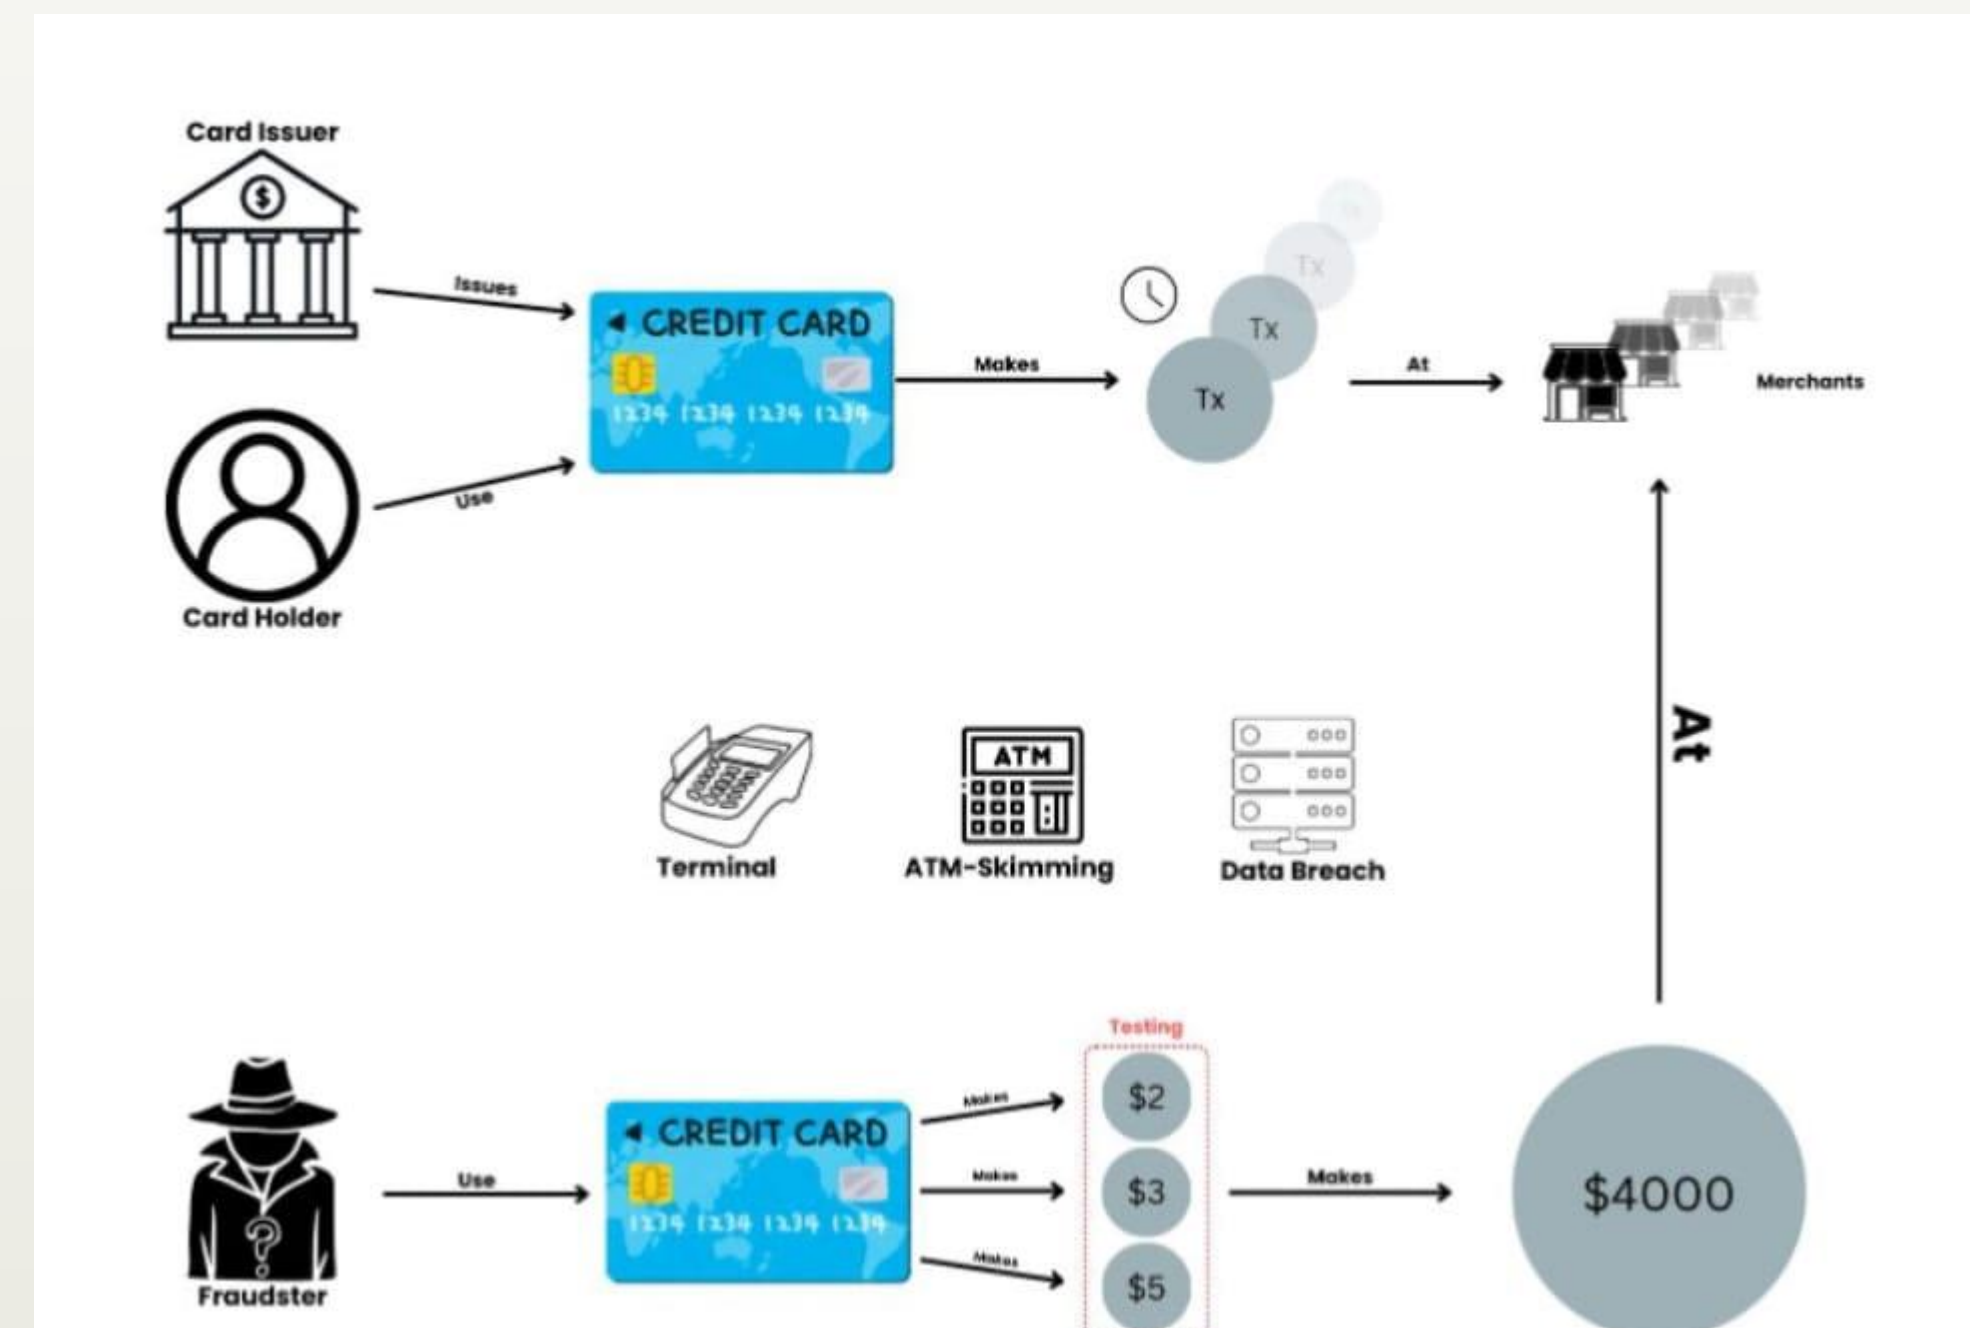 Card Issuer
$
Issues
CREDIT CARD
1234 1234 1234 1234
Use
Card Holder
Makes
Tx
Tx
Tx
Tx
At
Merchants
At
ATM
Terminal
ATM-Skimming
Data Breach
Testing
Fraudster
?
Use
CREDIT CARD
1234 1234 1234 1234
Makes
Makes
Makes
$2
$3
$5
Makes
$4000